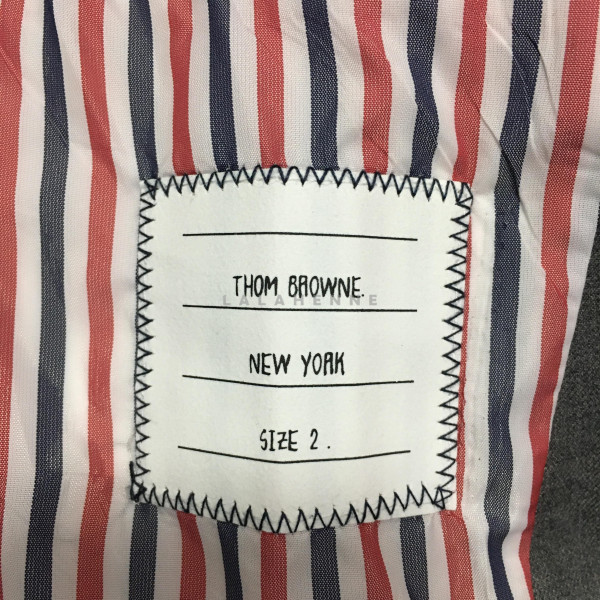 THOM BROWNE.
LALAHENNE
NEW YORK
SIZE 2 .